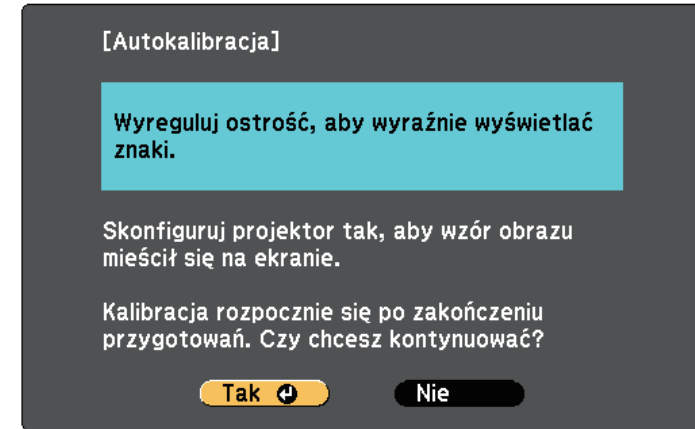 [Autokalibracja]
Wyreguluj ostrość, aby wyraźnie wyświetlać
znaki.
Skonfiguruj projektor tak, aby wzór obrazu
mieścił się na ekranie.
Kalibracja rozpocznie się po zakończeniu
przygotowań. Czy chcesz kontynuować?
Tak Nie